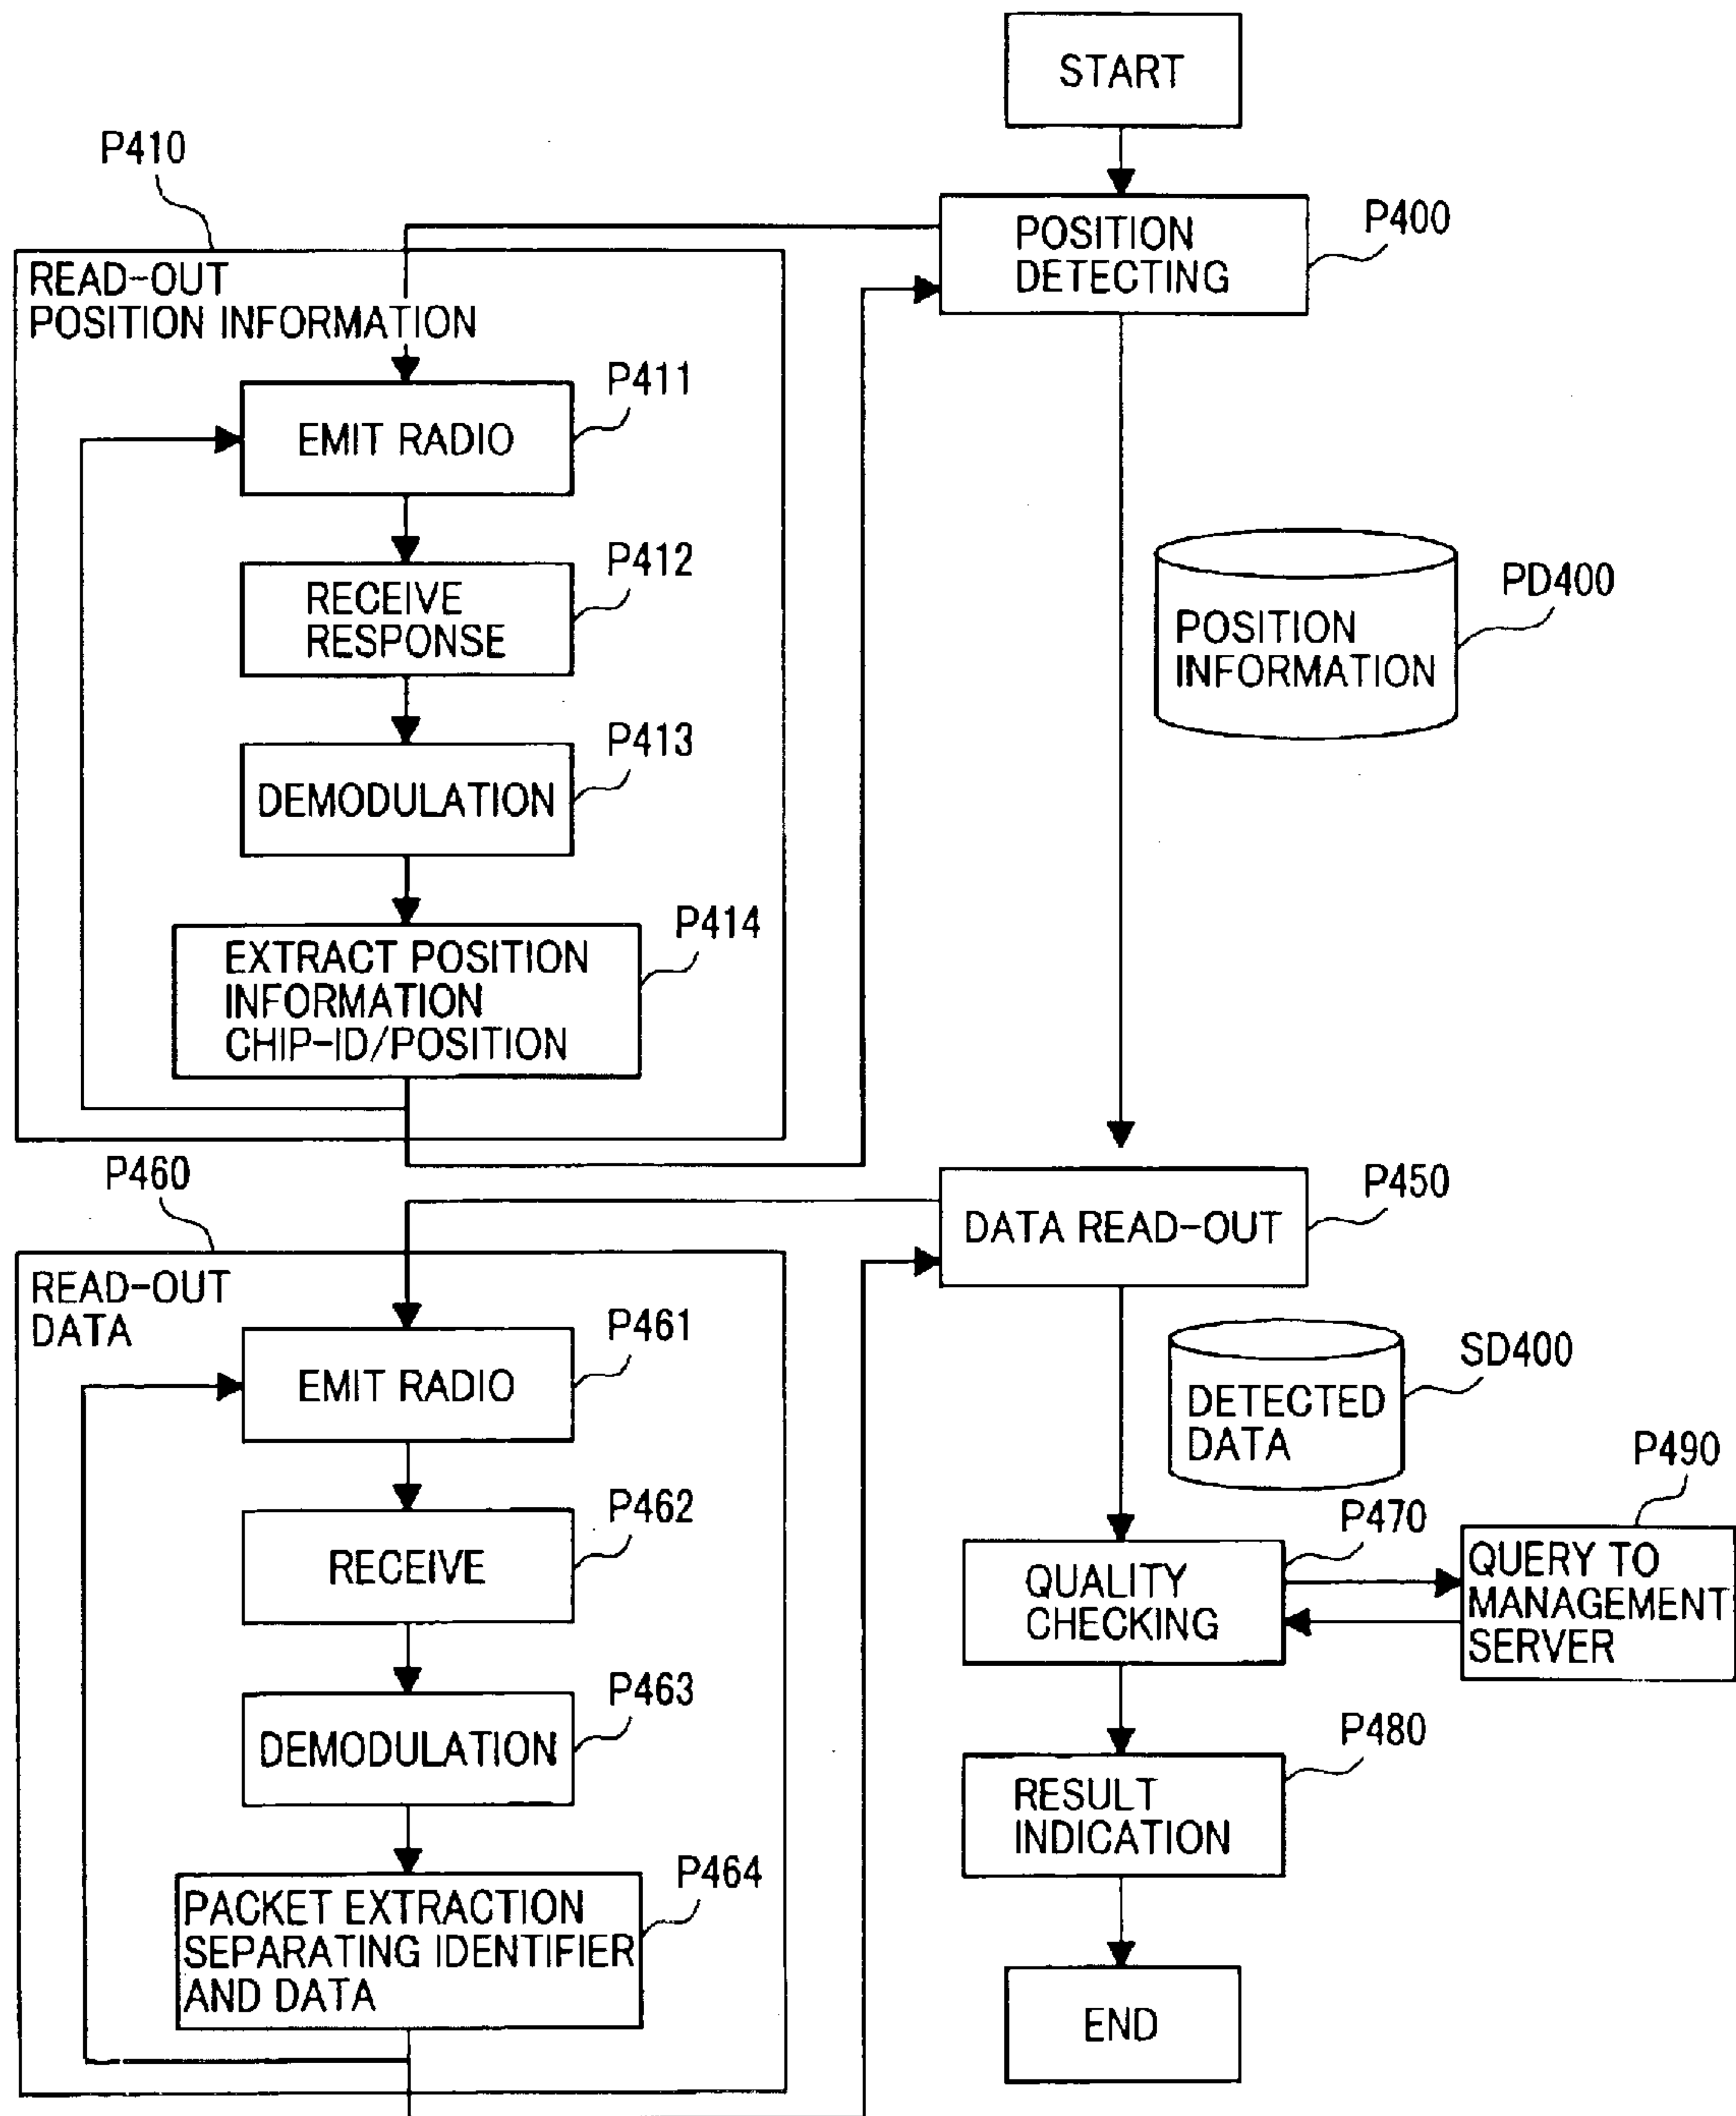 START
P410
P400
POSITION
DETECTING
READ-OUT
POSITION INFORMATION
P411
EMIT RADIO
P412
RECEIVE
RESPONSE
PD400
POSITION
INFORMATION
P413
DEMODULATION
P414
EXTRACT POSITION
INFORMATION
CHIP-ID/POSITION
P460
P450
DATA READ-OUT
READ-OUT
DATA
P461
EMIT RADIO
SD400
DETECTED
DATA
P490
P462
RECEIVE
P470
QUALITY
CHECKING
QUERY TO
MANAGEMENT
SERVER
P463
DEMODULATION
P480
RESULT
INDICATION
P464
PACKET EXTRACTION
SEPARATING IDENTIFIER
AND DATA
END